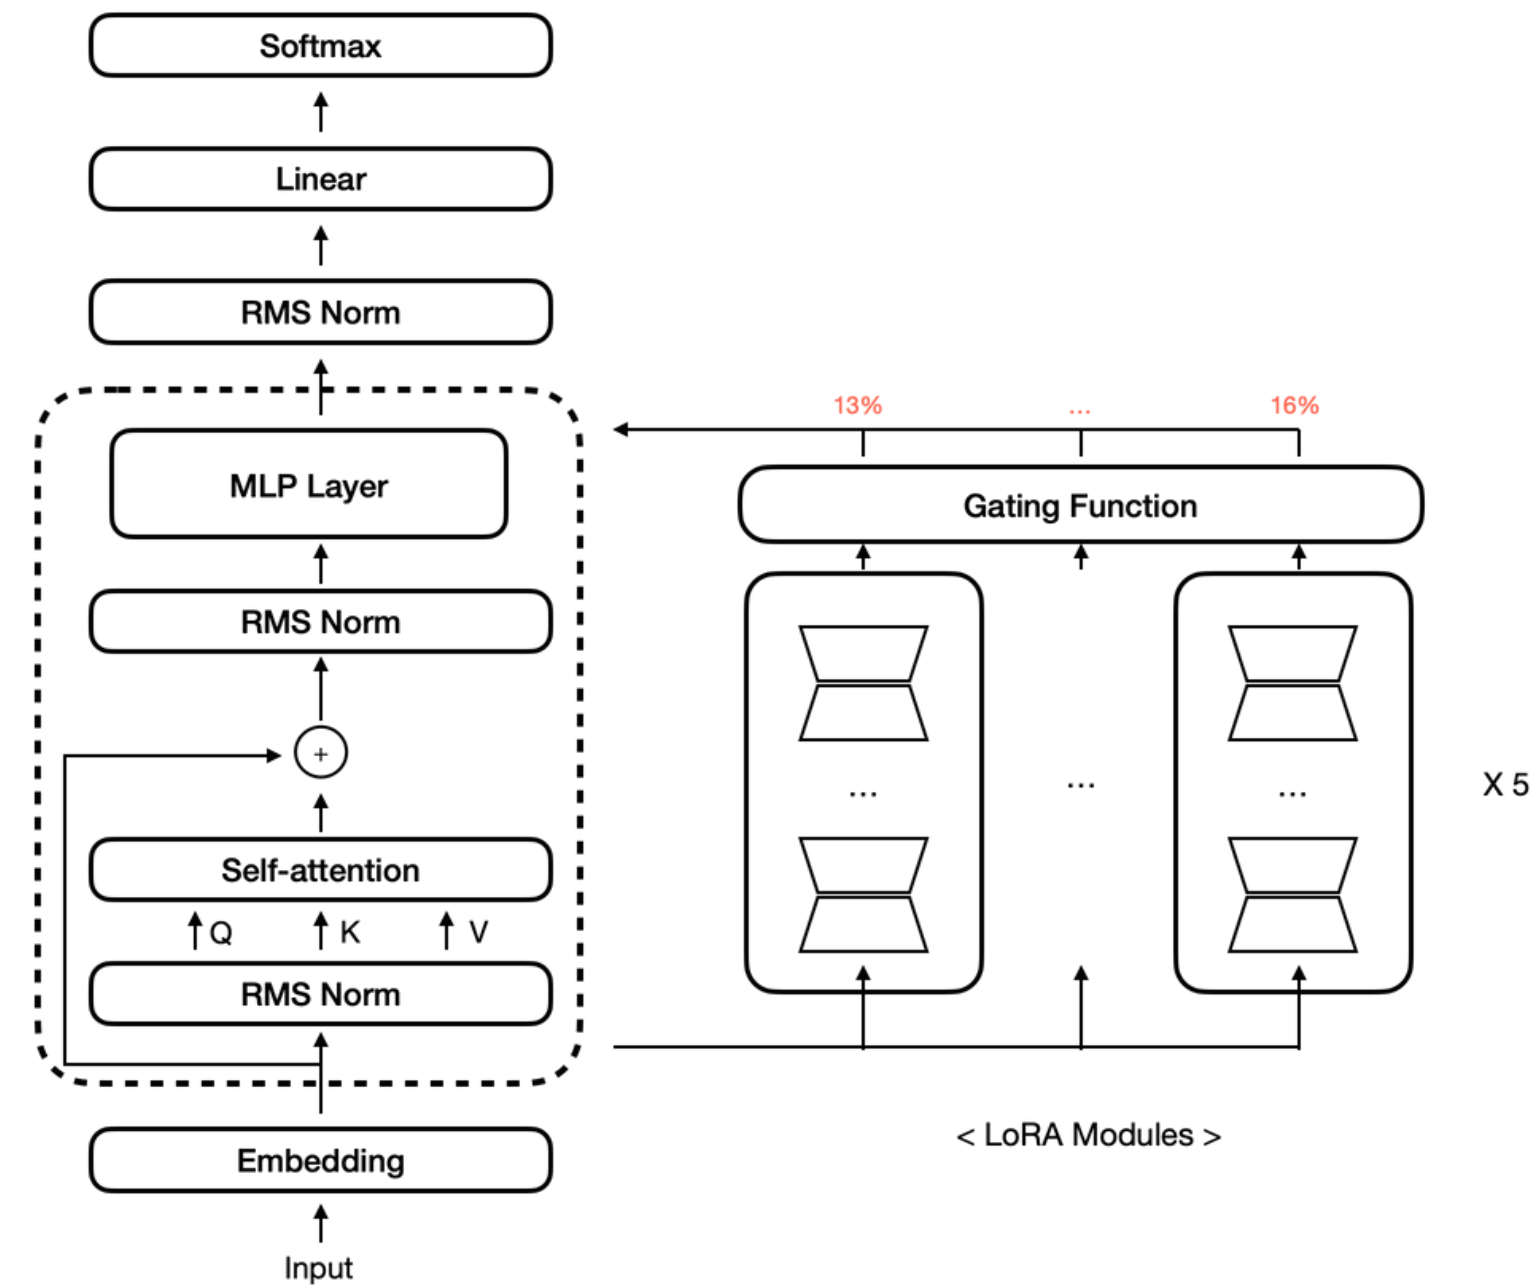 Softmax
Linear
RMS Norm
MLP Layer
RMS Norm
+
Self-attention
Q K V
RMS Norm
Embedding
Input
13% ... 16%
Gating Function
... ... ...
X 5
< LoRA Modules >